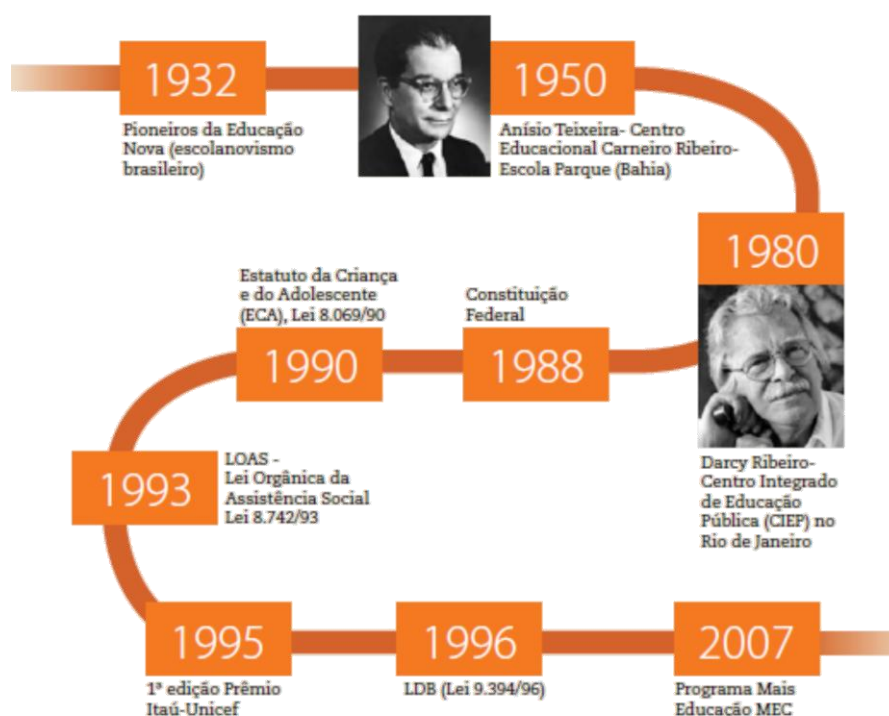 1932
Pioneiros da Educação
Nova (escolanovismo
brasileiro)
1950
Anísio Teixeira- Centro
Educacional Carneiro Ribeiro-
Escola Parque (Bahia)
1980
Darcy Ribeiro-
Centro Integrado
de Educação
Pública (CIEP) no
Rio de Janeiro
Constituição
Federal
1988
Estatuto da Criança
e do Adolescente
(ECA), Lei 8.069/90
1990
1993
LOAS -
Lei Orgânica da
Assistência Social
Lei 8.742/93
1995
1ª edição Prêmio
Itaú-Unicef
1996
LDB (Lei 9.394/96)
2007
Programa Mais
Educação MEC